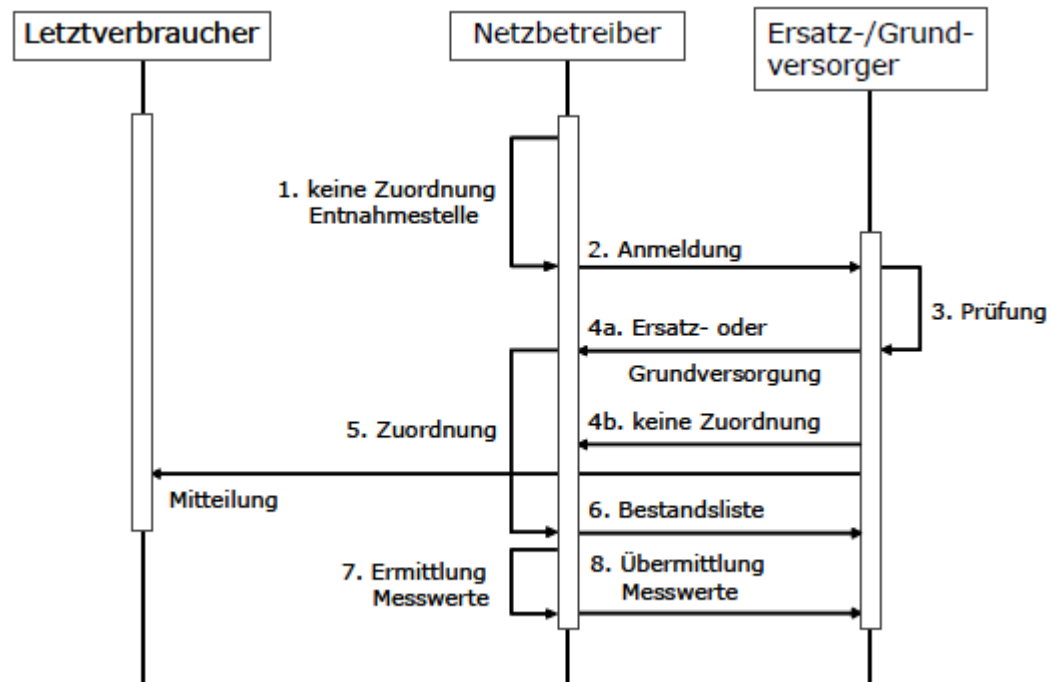 Letztverbraucher
Netzbetreiber
Ersatz-/Grund-
versorger
1. keine Zuordnung
Entnahmestelle
2. Anmeldung
3. Prüfung
4a. Ersatz- oder
Grundversorgung
4b. keine Zuordnung
5. Zuordnung
Mitteilung
6. Bestandsliste
7. Ermittlung
Messwerte
8. Übermittlung
Messwerte